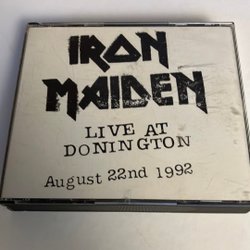 IRON
MAIDEN
LIVE AT
DONINGTON
August 22nd 1992